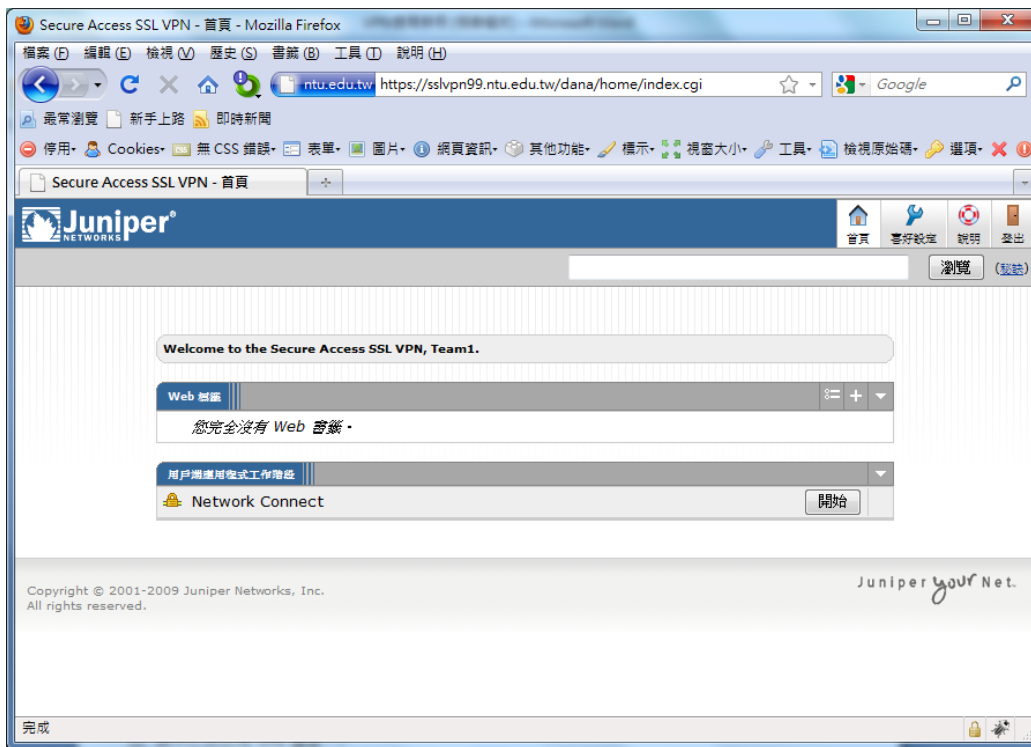 Secure Access SSL VPN - 首頁 - Mozilla Firefox
檔案(F) 編輯(E) 檢視(V) 歷史(S) 書籤(B) 工具(T) 說明(H)
ntu.edu.tw https://sslvpn99.ntu.edu.tw/dana/home/index.cgi Google
最常瀏覽 新手上路 即時新聞
停用 Cookies 無 CSS 錯誤 表單 圖片 網頁資訊 其他功能 標示 視窗大小 工具 檢視原始碼 選項
Secure Access SSL VPN - 首頁
Juniper®
NETWORKS
首頁 喜好設定 說明 登出
瀏覽 (秘訣)
Welcome to the Secure Access SSL VPN, Team1.
Web 書籤
您完全沒有 Web 書籤。
用戶端應用程式工作階段
Network Connect 開始
Copyright © 2001-2009 Juniper Networks, Inc.
All rights reserved.
Juniper your Net.
完成